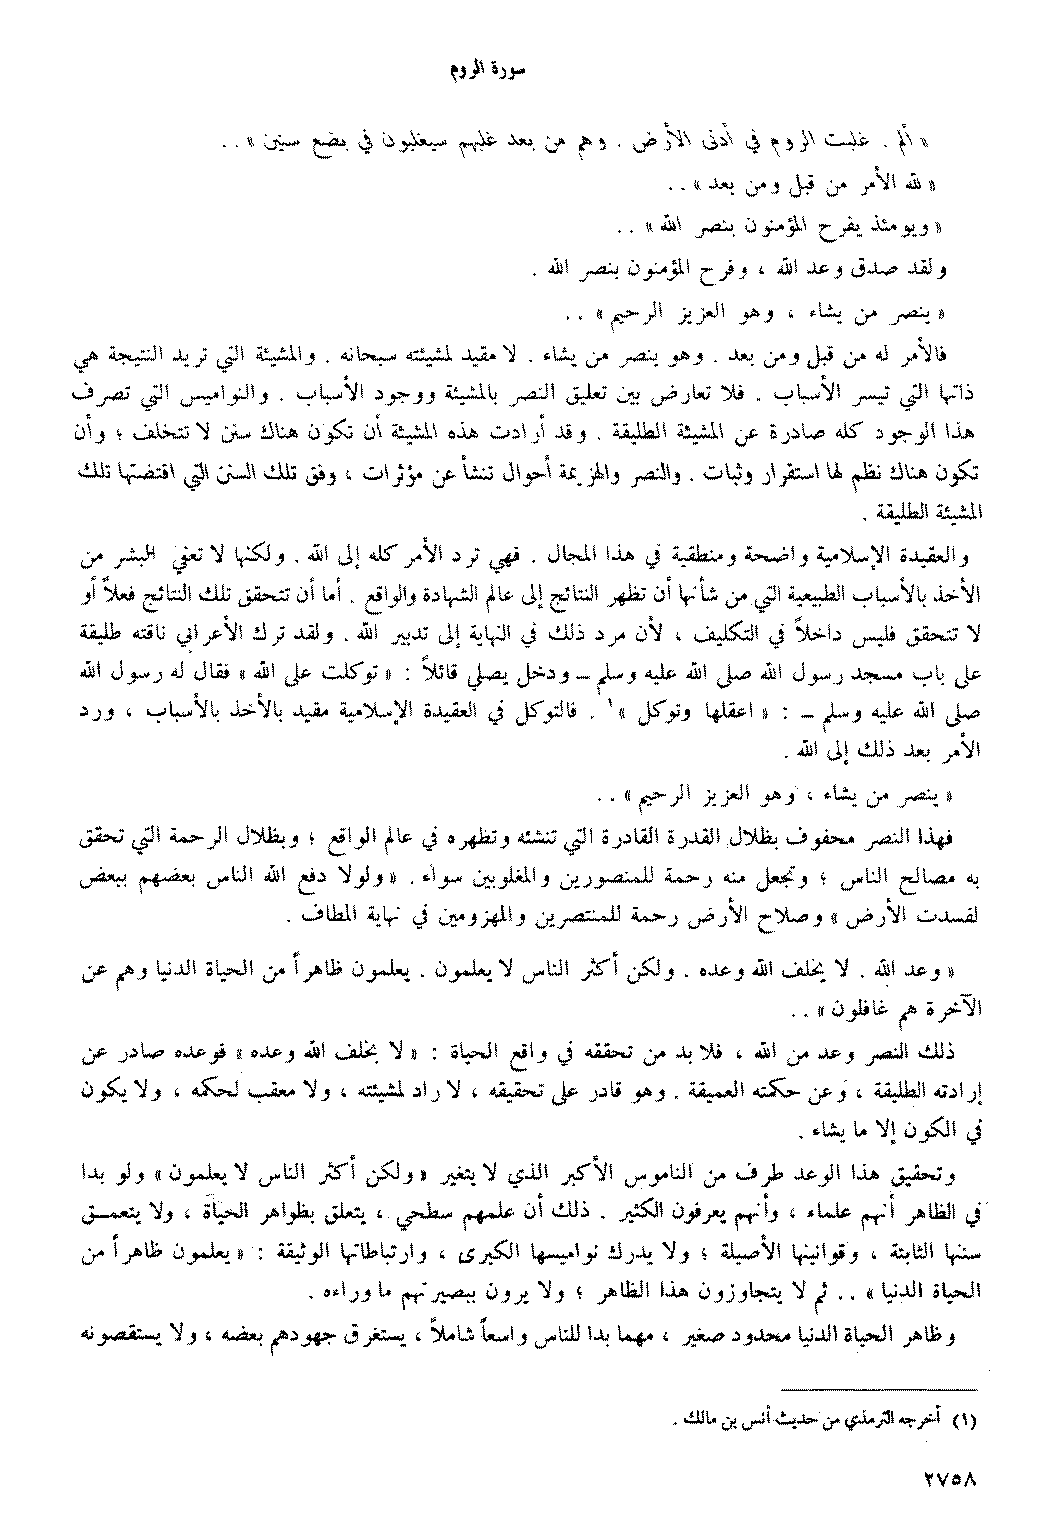 سورة الروم
« ألم . غلبت الروم في أدنى الأرض . وهم من بعد غلبهم سيغلبون في بضع سنين » . .
« لله الأمر من قبل ومن بعد » . .
« ويومئذ يفرح المؤمنون بنصر الله » . .
ولقد صدق وعد الله ، وفرح المؤمنون بنصر الله .
« ينصر من يشاء ، وهو العزيز الرحيم » . .
فالأمر له من قبل ومن بعد . وهو ينصر من يشاء . لا مقيد لمشيئته سبحانه . والمشيئة التي تريد النتيجة هي
ذاتها التي تيسر الأسباب . فلا تعارض بين تعليق النصر بالمشيئة ووجود الأسباب . والنواميس التي تصرف
هذا الوجود كله صادرة عن المشيئة الطليقة . وقد أرادت هذه المشيئة أن تكون هناك سنن لا تتخلف ؛ وأن
تكون هناك نظم لها استقرار وثبات . والنصر والهزيمة أحوال تنشأ عن مؤثرات ، وفق تلك السنن التي اقتضتها تلك
المشيئة الطليقة .
والعقيدة الإسلامية واضحة ومنطقية في هذا المجال . فهي ترد الأمر كله إلى الله . ولكنها لا تعفي البشر من
الأخذ بالأسباب الطبيعية التي من شأنها أن تظهر النتائج إلى عالم الشهادة والواقع . أما أن تتحقق تلك النتائج فعلاً أو
لا تتحقق فليس داخلاً في التكليف ، لأن مرد ذلك في النهاية إلى تدبير الله . ولقد ترك الأعرابي ناقته طليقة
على باب مسجد رسول الله صلى الله عليه وسلم – ودخل يصلي قائلاً : « توكلت على الله » فقال له رسول الله
صلى الله عليه وسلم – : « اعقلها وتوكل »١ . فالتوكل في العقيدة الإسلامية مقيد بالأخذ بالأسباب ، ورد
الأمر بعد ذلك إلى الله .
« ينصر من يشاء ، وهو العزيز الرحيم » . .
فهذا النصر محفوف بظلال القدرة القادرة التي تنشئه وتظهره في عالم الواقع ؛ وبظلال الرحمة التي تحقق
به مصالح الناس ؛ وتجعل منه رحمة للمنصورين والمغلوبين سواء . « ولولا دفع الله الناس بعضهم ببعض
لفسدت الأرض » وصلاح الأرض رحمة للمنتصرين والمهزومين في نهاية المطاف .
« وعد الله . لا يخلف الله وعده . ولكن أكثر الناس لا يعلمون . يعلمون ظاهراً من الحياة الدنيا وهم عن
الآخرة هم غافلون » . .
ذلك النصر وعد من الله ، فلا بد من تحققه في واقع الحياة : « لا يخلف الله وعده » فوعده صادر عن
إرادته الطليقة ، وعن حكمته العميقة . وهو قادر على تحقيقه ، لا راد لمشيئته ، ولا معقب لحكمه ، ولا يكون
في الكون إلا ما يشاء .
وتحقيق هذا الوعد طرف من الناموس الأكبر الذي لا يتغير « ولكن أكثر الناس لا يعلمون » ولو بدا
في الظاهر أنهم علماء ، وأنهم يعرفون الكثير . ذلك أن علمهم سطحي ، يتعلق بظواهر الحياة ، ولا يتعمـق
سننها الثابتة ، وقوانينها الأصيلة ؛ ولا يدرك نواميسها الكبرى ، وارتباطاتها الوثيقة : « يعلمون ظاهراً من
الحياة الدنيا » . . ثم لا يتجاوزون هذا الظاهر ؛ ولا يرون ببصيرتهم ما وراءه .
وظاهر الحياة الدنيا محدود صغير ، مهما بدا للناس واسعاً شاملاً ، يستغرق جهودهم بعضه ، ولا يستقصونه
(١) أخرجه الترمذي من حديث أنس بن مالك .
٢٧٥٨